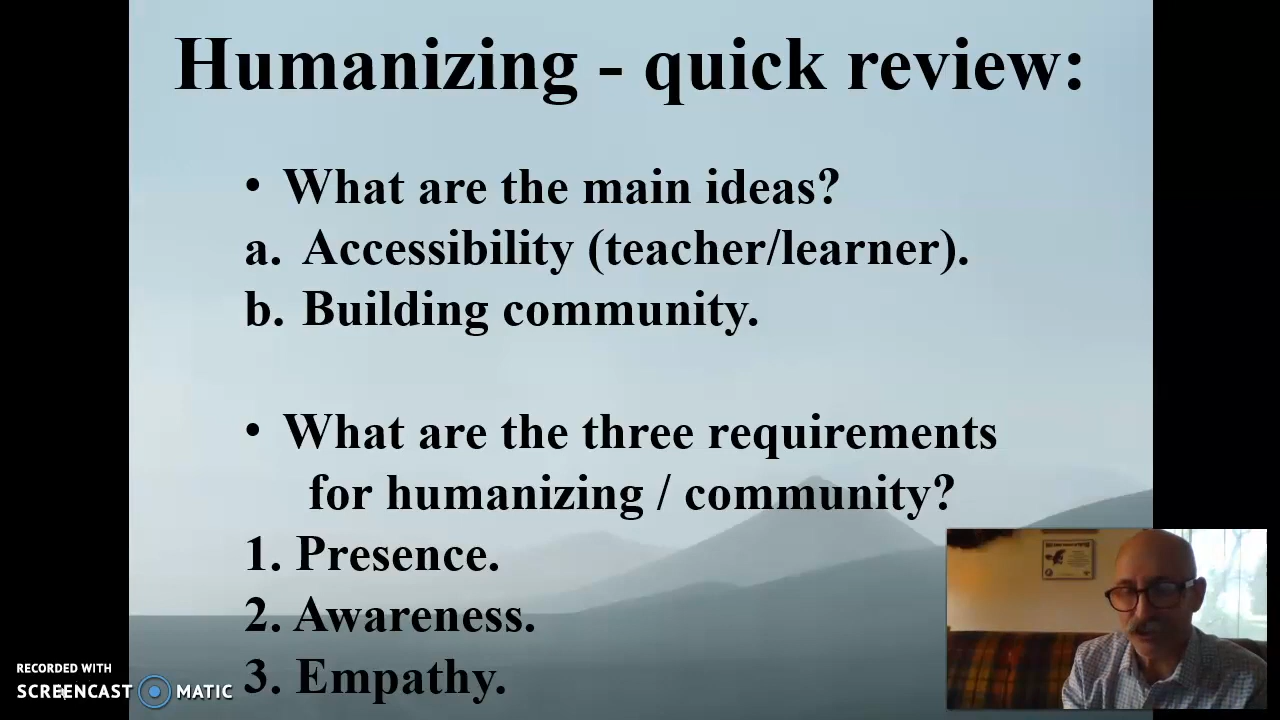 Humanizing - quick review:
• What are the main ideas?
a. Accessibility (teacher/learner).
b. Building community.
• What are the three requirements
for humanizing / community?
1. Presence.
2. Awareness.
3. Empathy.
RECORDED WITH
SCREENCAST MATIC